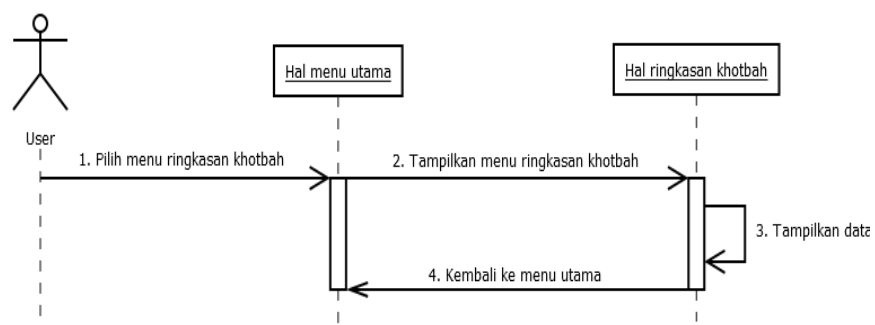 Hal menu utama
Hal ringkasan khotbah
User
1. Pilih menu ringkasan khotbah
2. Tampilkan menu ringkasan khotbah
3. Tampilkan data
4. Kembali ke menu utama